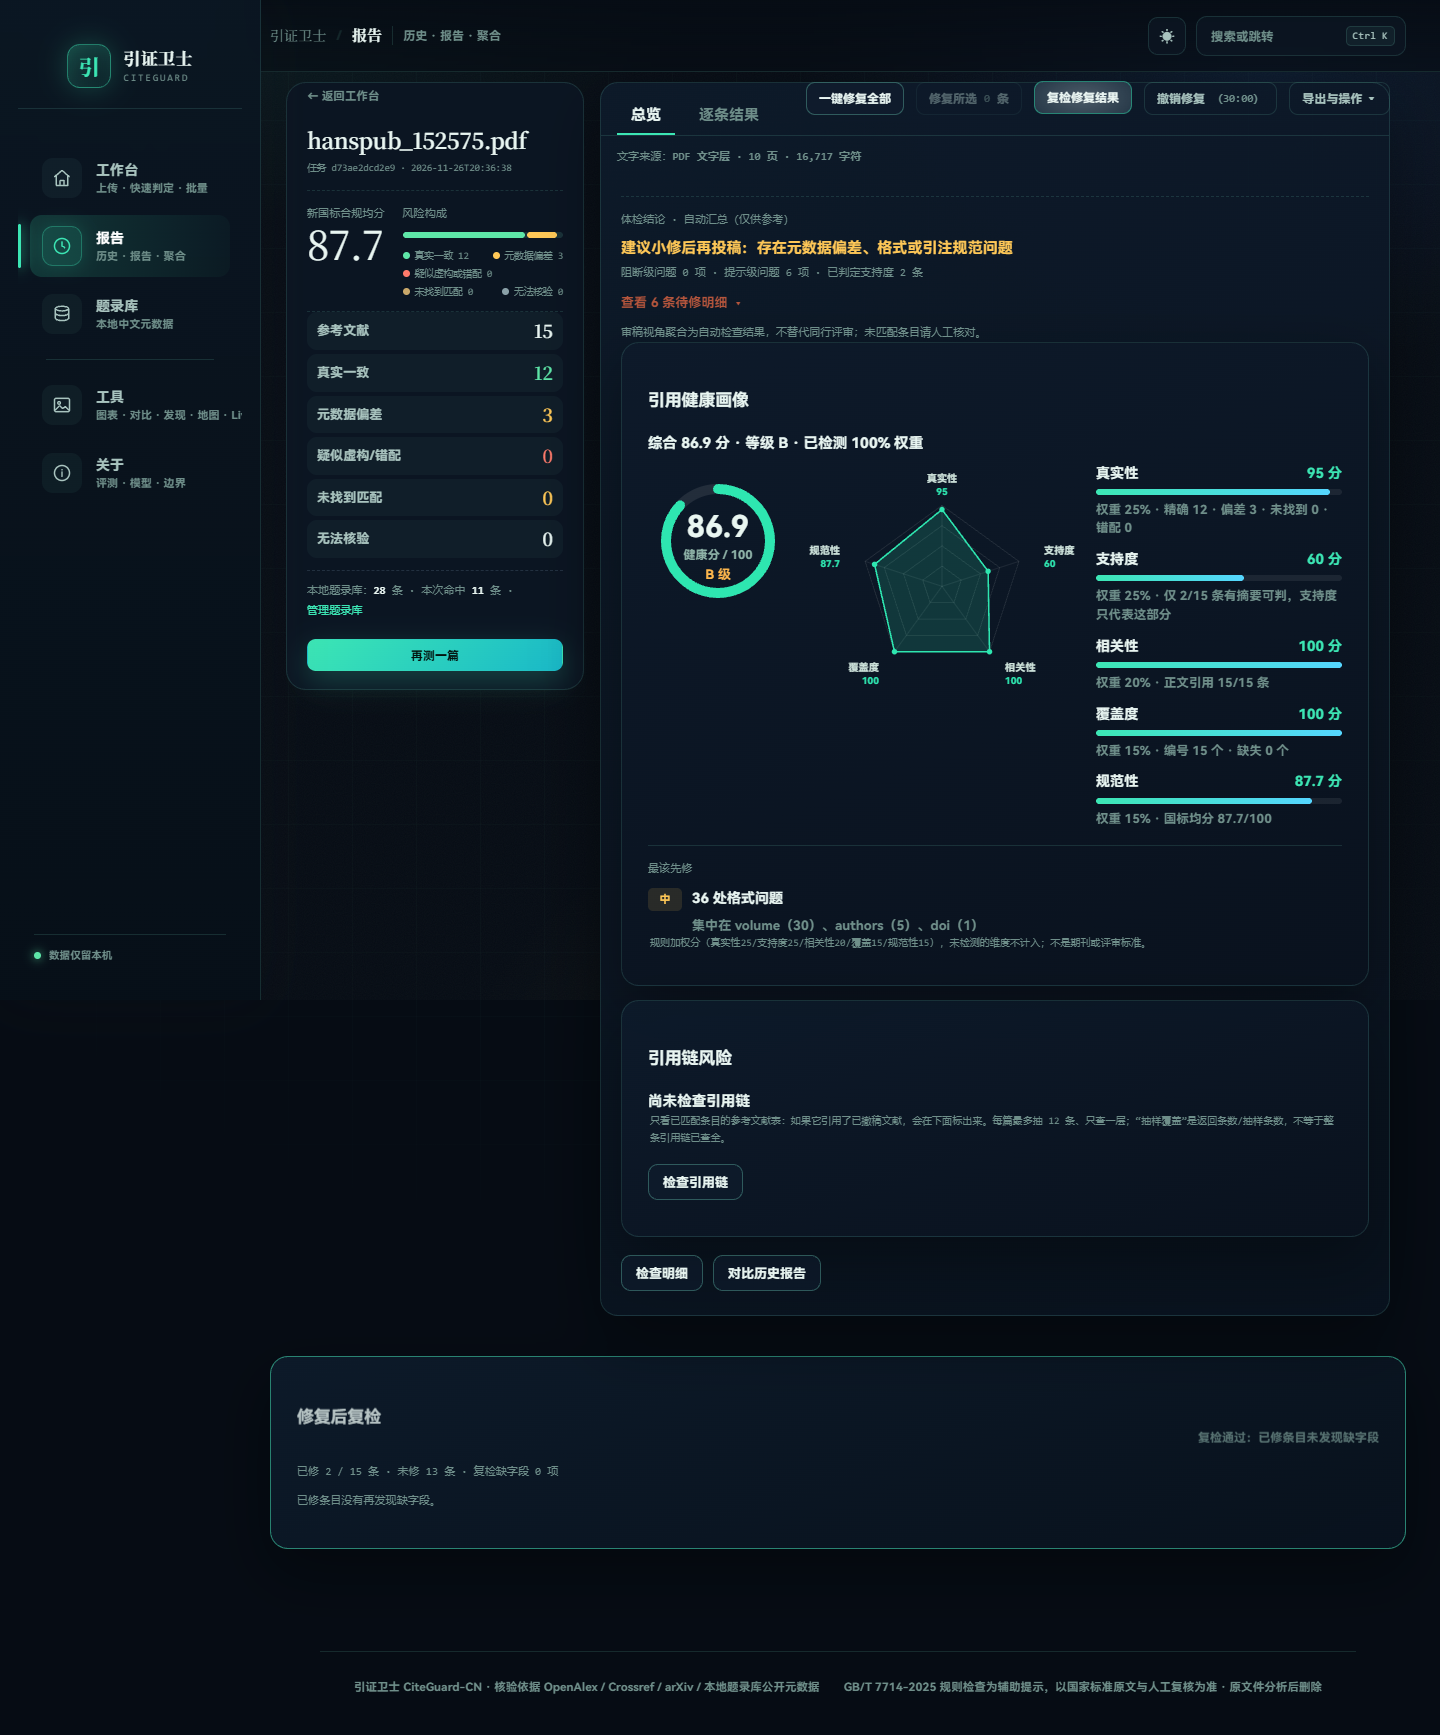 引
引证卫士
CITEGUARD
工作台
上传 · 快速判定 · 批量
报告
历史 · 报告 · 聚合
题录库
本地中文元数据
工具
图表 · 对比 · 发现 · 地图 · Li
关于
评测 · 模型 · 边界
数据仅留本机
引证卫士 / 报告 历史 · 报告 · 聚合
搜索或跳转 Ctrl K
← 返回工作台
hanspub_152575.pdf
任务 d73ae2dcd2e9 · 2026-11-26T20:36:38
新国标合规均分
87.7
风险构成
真实一致 12
元数据偏差 3
疑似虚构或错配 0
未找到匹配 0
无法核验 0
参考文献 15
真实一致 12
元数据偏差 3
疑似虚构/错配 0
未找到匹配 0
无法核验 0
本地题录库: 28 条 · 本次命中 11 条 ·
管理题录库
再测一篇
总览
逐条结果
一键修复全部
修复所选 0 条
复检修复结果
撤销修复 (30:00)
导出与操作
文字来源: PDF 文字层 · 10 页 · 16,717 字符
体检结论 · 自动汇总 (仅供参考)
建议小修后再投稿: 存在元数据偏差、格式或引注规范问题
阻断级问题 0 项 · 提示级问题 6 项 · 已判定支持度 2 条
查看 6 条待修明细
审稿视角聚合为自动检查结果, 不替代同行评审; 未匹配条目请人工核对。
引用健康画像
综合 86.9 分 · 等级 B · 已检测 100% 权重
86.9
健康分 / 100
B 级
真实性
95
支持度
60
相关性
100
覆盖度
100
规范性
87.7
真实性 95 分
权重 25% · 精确 12 · 偏差 3 · 未找到 0 ·
错配 0
支持度 60 分
权重 25% · 仅 2/15 条有摘要可判, 支持度
只代表这部分
相关性 100 分
权重 20% · 正文引用 15/15 条
覆盖度 100 分
权重 15% · 编号 15 个 · 缺失 0 个
规范性 87.7 分
权重 15% · 国标均分 87.7/100
最该先修
中 36 处格式问题
集中在 volume（30）、authors（5）、doi（1）
规则加权分（真实性25/支持度25/相关性20/覆盖15/规范性15）, 未检测的维度不计入; 不是期刊或评审标准。
引用链风险
尚未检查引用链
只看已匹配条目的参考文献表: 如果它引用了已撤稿文献, 会在下面标出来。每篇最多抽 12 条、只查一层; “抽样覆盖”是返回条数/抽样条数, 不等于整
条引用链已查全。
检查引用链
检查明细
对比历史报告
修复后复检
复检通过: 已修条目未发现缺字段
已修 2 / 15 条 · 未修 13 条 · 复检缺字段 0 项
已修条目没有再发现缺字段。
引证卫士 CiteGuard-CN · 核验依据 OpenAlex / Crossref / arXiv / 本地题录库公开元数据 GB/T 7714-2025 规则检查为辅助提示, 以国家标准原文与人工复核为准 · 原文件分析后删除